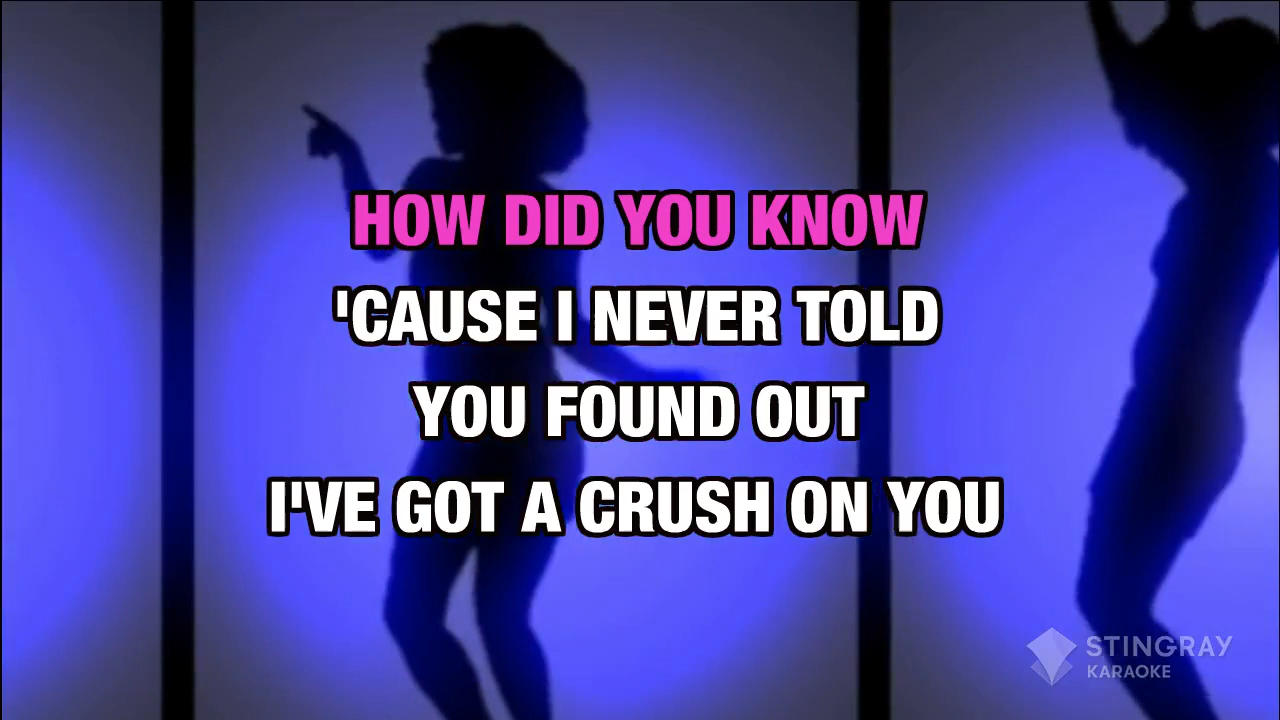 HOW DID YOU KNOW
'CAUSE I NEVER TOLD
YOU FOUND OUT
I'VE GOT A CRUSH ON YOU
STINGRAY
KARAOKE